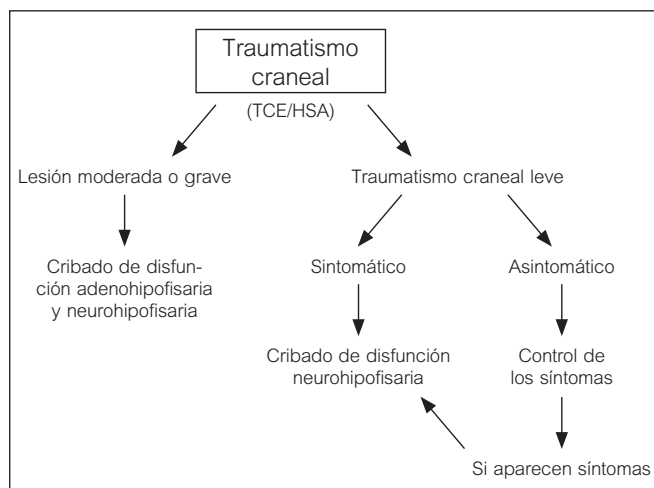 Traumatismo
craneal
(TCE/HSA)
Lesión moderada o grave
Traumatismo craneal leve
Cribado de disfun-
ción adenohipofisaria
y neurohipofisaria
Sintomático
Asintomático
Cribado de disfunción
neurohipofisaria
Control de
los síntomas
Si aparecen síntomas